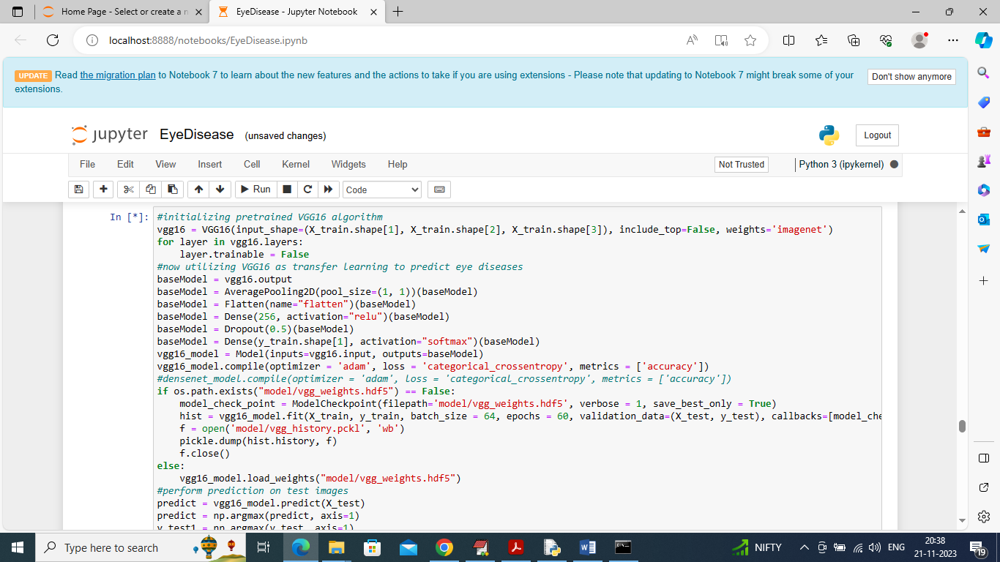 Home Page - Select or create a n
EyeDisease - Jupyter Notebook
localhost:8888/notebooks/EyeDisease.ipynb
UPDATE Read the migration plan to Notebook 7 to learn about the new features and the actions to take if you are using extensions - Please note that updating to Notebook 7 might break some of your
extensions.
Don't show anymore
jupyter EyeDisease (unsaved changes)
Logout
File Edit View Insert Cell Kernel Widgets Help
Not Trusted
Python 3 (ipykernel)
Run
Code
In [*]:
#initializing pretrained VGG16 algorithm
vgg16 = VGG16(input_shape=(X_train.shape[1], X_train.shape[2], X_train.shape[3]), include_top=False, weights='imagenet')
for layer in vgg16.layers:
    layer.trainable = False
#now utilizing VGG16 as transfer learning to predict eye diseases
baseModel = vgg16.output
baseModel = AveragePooling2D(pool_size=(1, 1))(baseModel)
baseModel = Flatten(name="flatten")(baseModel)
baseModel = Dense(256, activation="relu")(baseModel)
baseModel = Dropout(0.5)(baseModel)
baseModel = Dense(y_train.shape[1], activation="softmax")(baseModel)
vgg16_model = Model(inputs=vgg16.input, outputs=baseModel)
vgg16_model.compile(optimizer = 'adam', loss = 'categorical_crossentropy', metrics = ['accuracy'])
#densenet_model.compile(optimizer = 'adam', loss = 'categorical_crossentropy', metrics = ['accuracy'])
if os.path.exists("model/vgg_weights.hdf5") == False:
    model_check_point = ModelCheckpoint(filepath='model/vgg_weights.hdf5', verbose = 1, save_best_only = True)
    hist = vgg16_model.fit(X_train, y_train, batch_size = 64, epochs = 60, validation_data=(X_test, y_test), callbacks=[model_che
    f = open('model/vgg_history.pckl', 'wb')
    pickle.dump(hist.history, f)
    f.close()
else:
    vgg16_model.load_weights("model/vgg_weights.hdf5")
#perform prediction on test images
predict = vgg16_model.predict(X_test)
predict = np.argmax(predict, axis=1)
y_test1 = np.argmax(y_test, axis=1)
Type here to search
NIFTY
ENG
20:38
21-11-2023
19